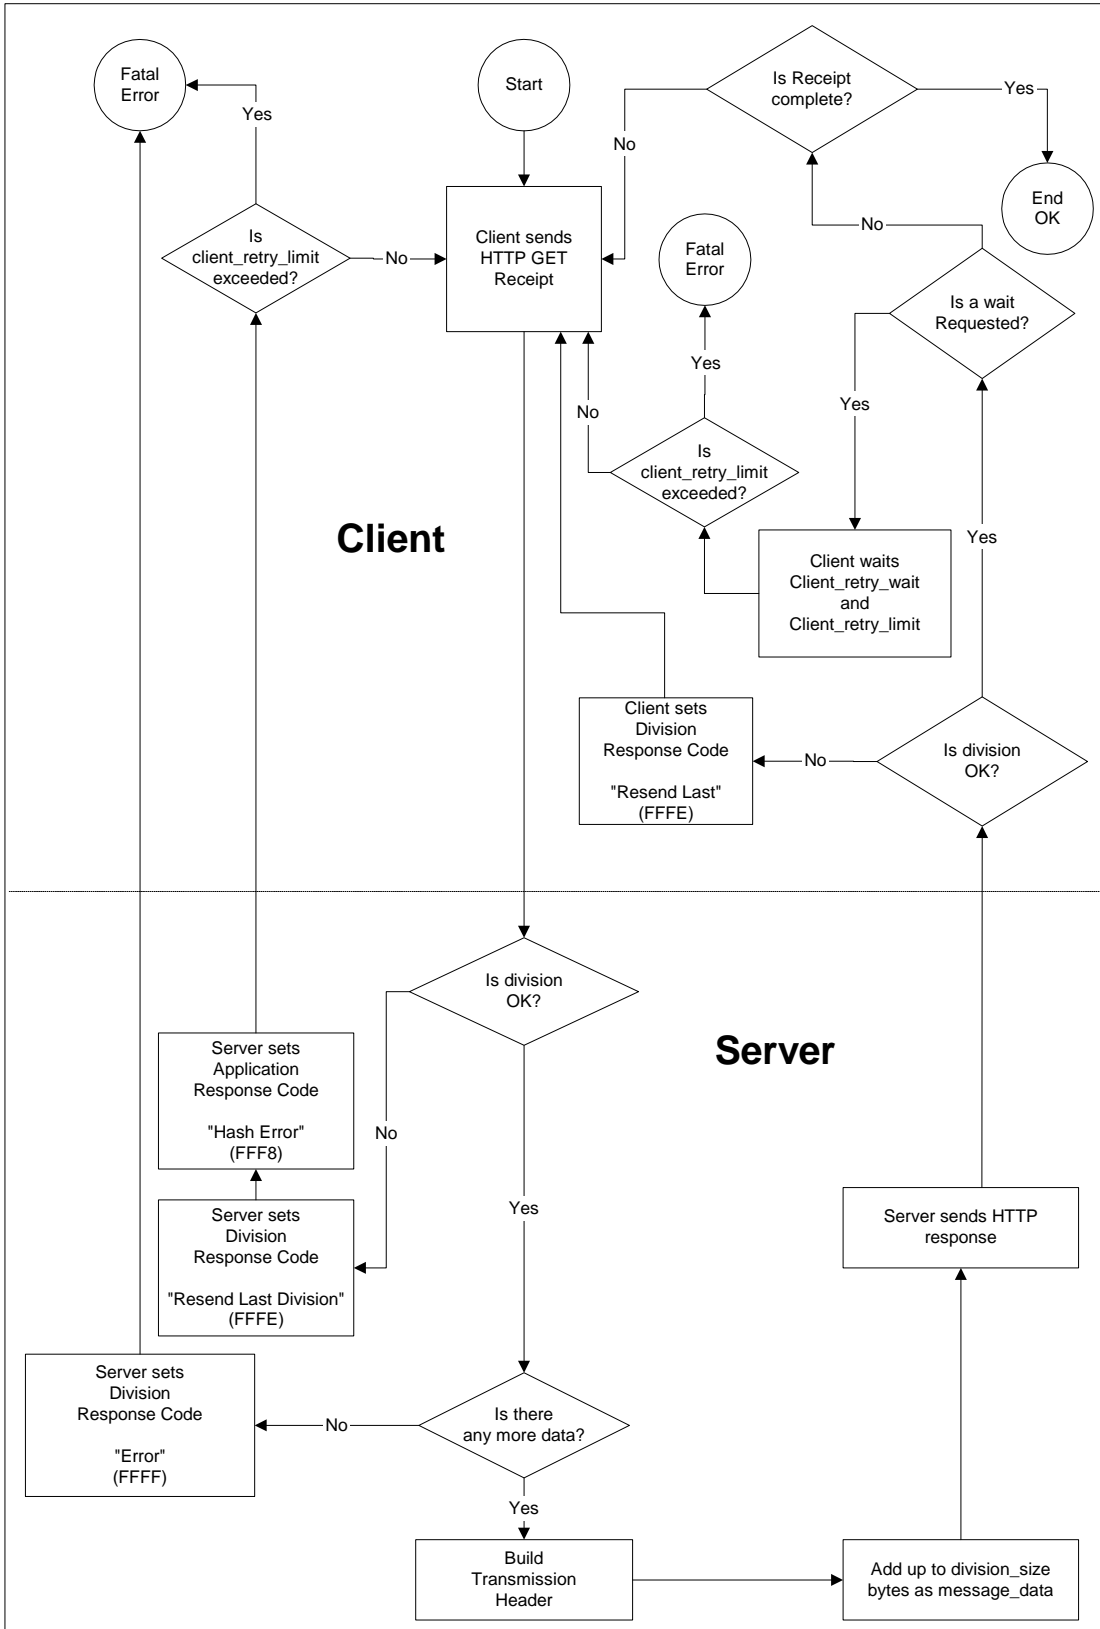 Fatal
Error
Start
Is Receipt
complete?
Yes
Yes
No
End
OK
No
Is
client_retry_limit
exceeded?
No
Client sends
HTTP GET
Receipt
Fatal
Error
Is a wait
Requested?
Yes
No
Yes
Is
client_retry_limit
exceeded?
Client
Yes
Client waits
Client_retry_wait
and
Client_retry_limit
Client sets
Division
Response Code
"Resend Last"
(FFFE)
No
Is division
OK?
Is division
OK?
Server
Server sets
Application
Response Code
"Hash Error"
(FFF8)
No
Yes
Server sets
Division
Response Code
"Resend Last Division"
(FFFE)
Server sends HTTP
response
Server sets
Division
Response Code
"Error"
(FFFF)
No
Is there
any more data?
Yes
Build
Transmission
Header
Add up to division_size
bytes as message_data